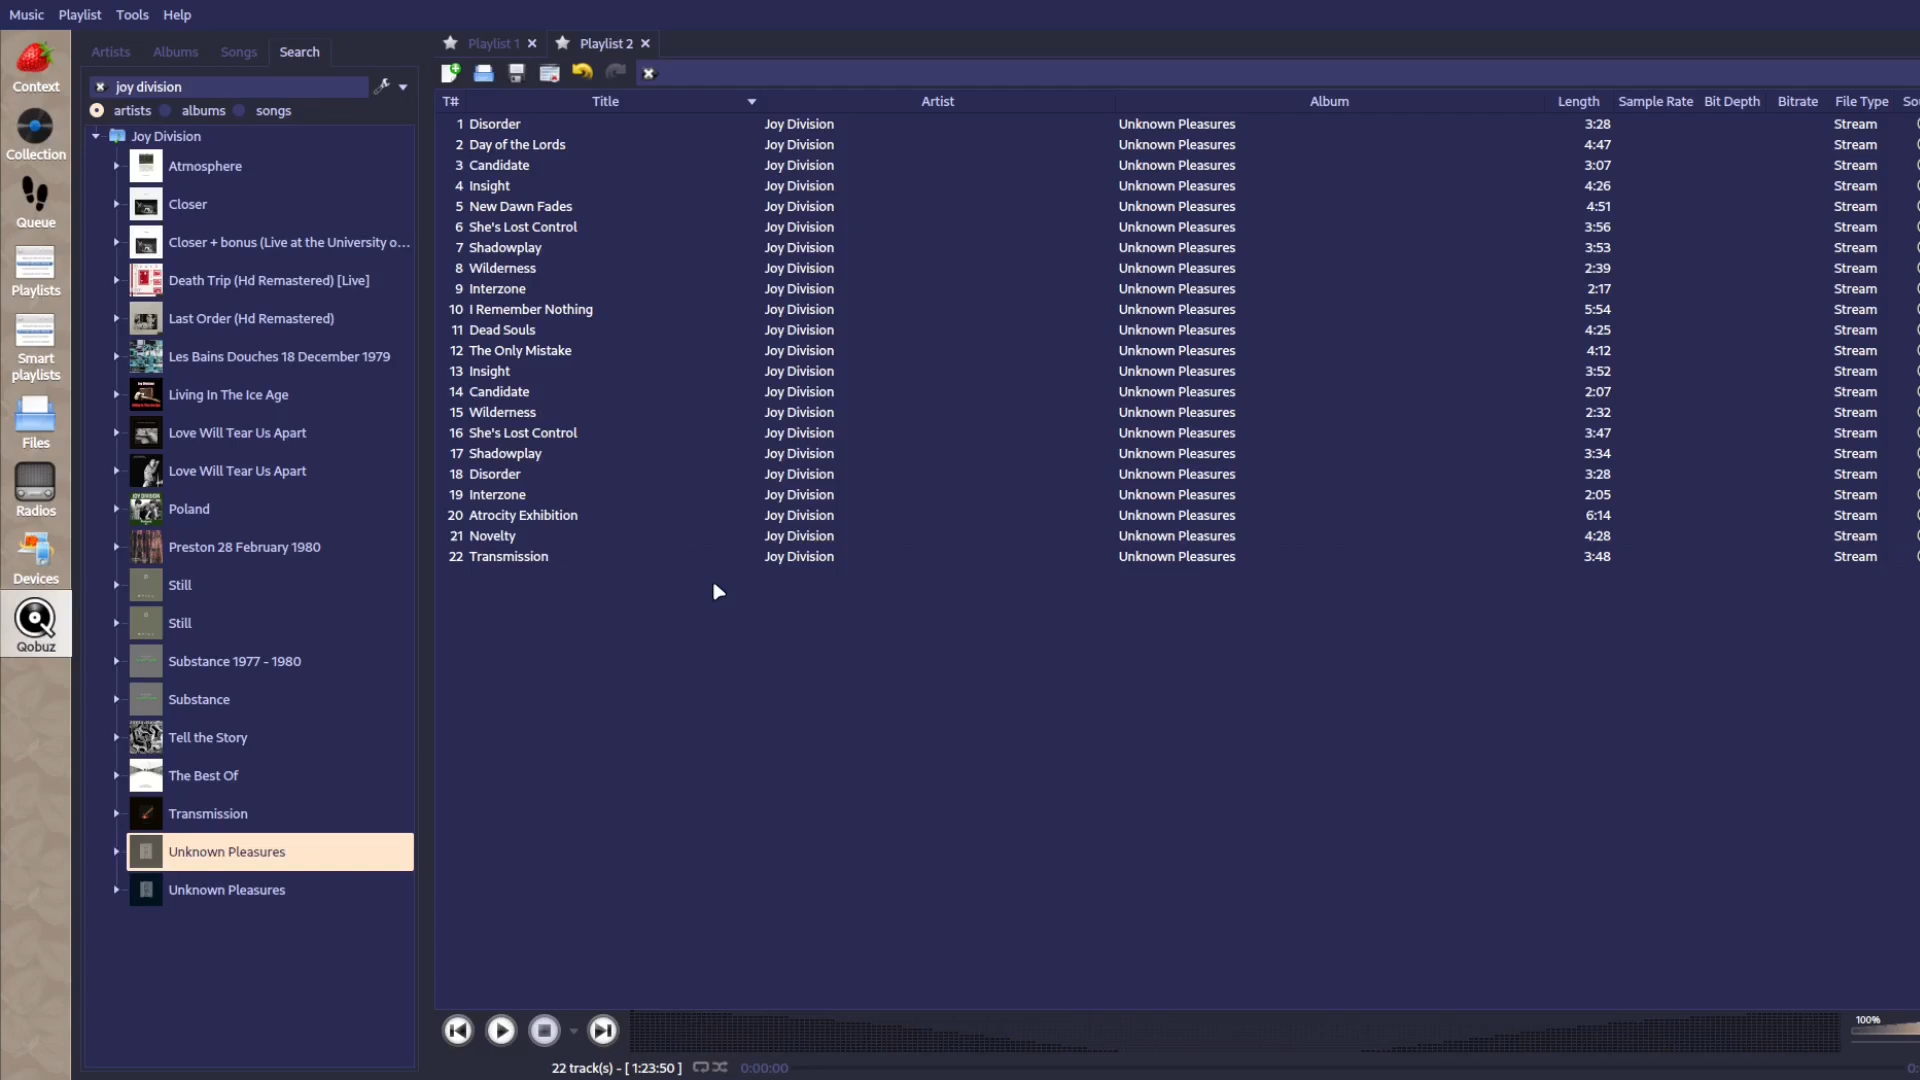 Music Playlist Tools Help
Context
Collection
Queue
Playlists
Smart
playlists
Files
Radios
Devices
Qobuz
Artists Albums Songs Search
joy division
artists albums songs
Joy Division
Atmosphere
Closer
Closer + bonus (Live at the University o...
Death Trip (Hd Remastered) [Live]
Last Order (Hd Remastered)
Les Bains Douches 18 December 1979
Living In The Ice Age
Love Will Tear Us Apart
Love Will Tear Us Apart
Poland
Preston 28 February 1980
Still
Still
Substance 1977 - 1980
Substance
Tell the Story
The Best Of
Transmission
Unknown Pleasures
Unknown Pleasures
Playlist 1 Playlist 2
T# Title Artist Album Length Sample Rate Bit Depth Bitrate File Type
1 Disorder Joy Division Unknown Pleasures 3:28 Stream
2 Day of the Lords Joy Division Unknown Pleasures 4:47 Stream
3 Candidate Joy Division Unknown Pleasures 3:07 Stream
4 Insight Joy Division Unknown Pleasures 4:26 Stream
5 New Dawn Fades Joy Division Unknown Pleasures 4:51 Stream
6 She's Lost Control Joy Division Unknown Pleasures 3:56 Stream
7 Shadowplay Joy Division Unknown Pleasures 3:53 Stream
8 Wilderness Joy Division Unknown Pleasures 2:39 Stream
9 Interzone Joy Division Unknown Pleasures 2:17 Stream
10 I Remember Nothing Joy Division Unknown Pleasures 5:54 Stream
11 Dead Souls Joy Division Unknown Pleasures 4:25 Stream
12 The Only Mistake Joy Division Unknown Pleasures 4:12 Stream
13 Insight Joy Division Unknown Pleasures 3:52 Stream
14 Candidate Joy Division Unknown Pleasures 2:07 Stream
15 Wilderness Joy Division Unknown Pleasures 2:32 Stream
16 She's Lost Control Joy Division Unknown Pleasures 3:47 Stream
17 Shadowplay Joy Division Unknown Pleasures 3:34 Stream
18 Disorder Joy Division Unknown Pleasures 3:28 Stream
19 Interzone Joy Division Unknown Pleasures 2:05 Stream
20 Atrocity Exhibition Joy Division Unknown Pleasures 6:14 Stream
21 Novelty Joy Division Unknown Pleasures 4:28 Stream
22 Transmission Joy Division Unknown Pleasures 3:48 Stream
100%
22 track(s) - [ 1:23:50 ] 0:00:00